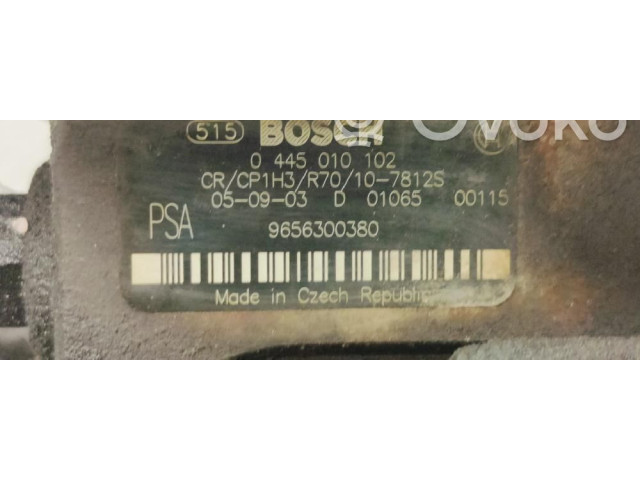 515 BOSCH
0 445 010 102
CR/CP1H3/R70/10-7812S
05-09-03 D 01065 00115
PSA 9656300380
Made in Czech Republic